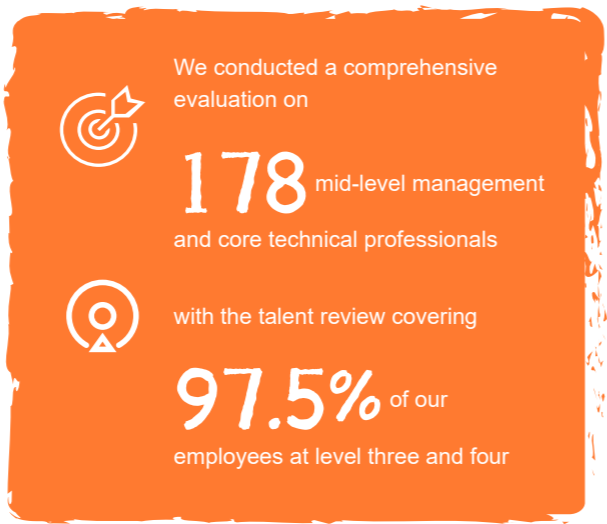 We conducted a comprehensive
evaluation on
178 mid-level management
and core technical professionals
with the talent review covering
97.5% of our
employees at level three and four